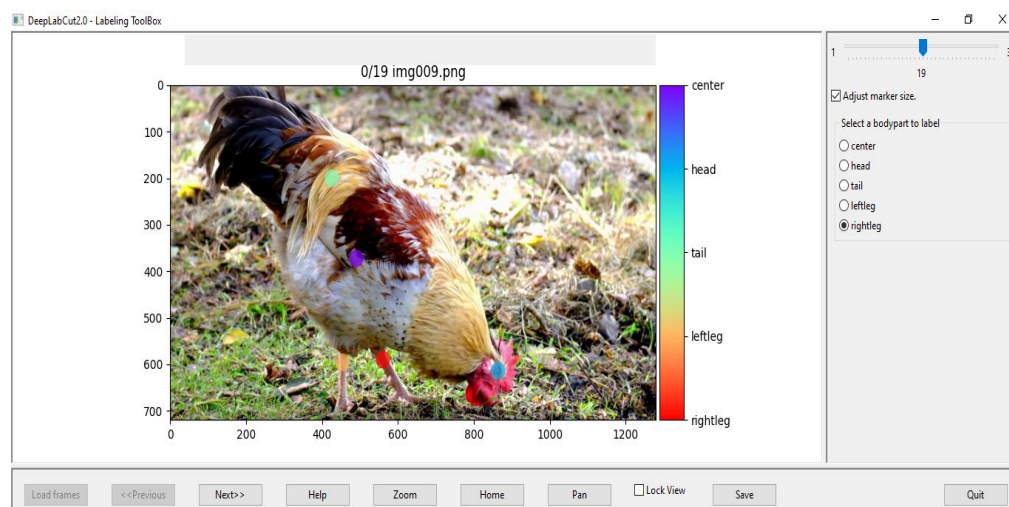 DeepLabCut2.0 - Labeling ToolBox
0/19 img009.png
0
100
200
300
400
500
600
700
0 200 400 600 800 1000 1200
center
head
tail
leftleg
rightleg
1
19
Adjust marker size.
Select a bodypart to label
center
head
tail
leftleg
rightleg
Load frames <<Previous Next>> Help Zoom Home Pan Lock View Save Quit